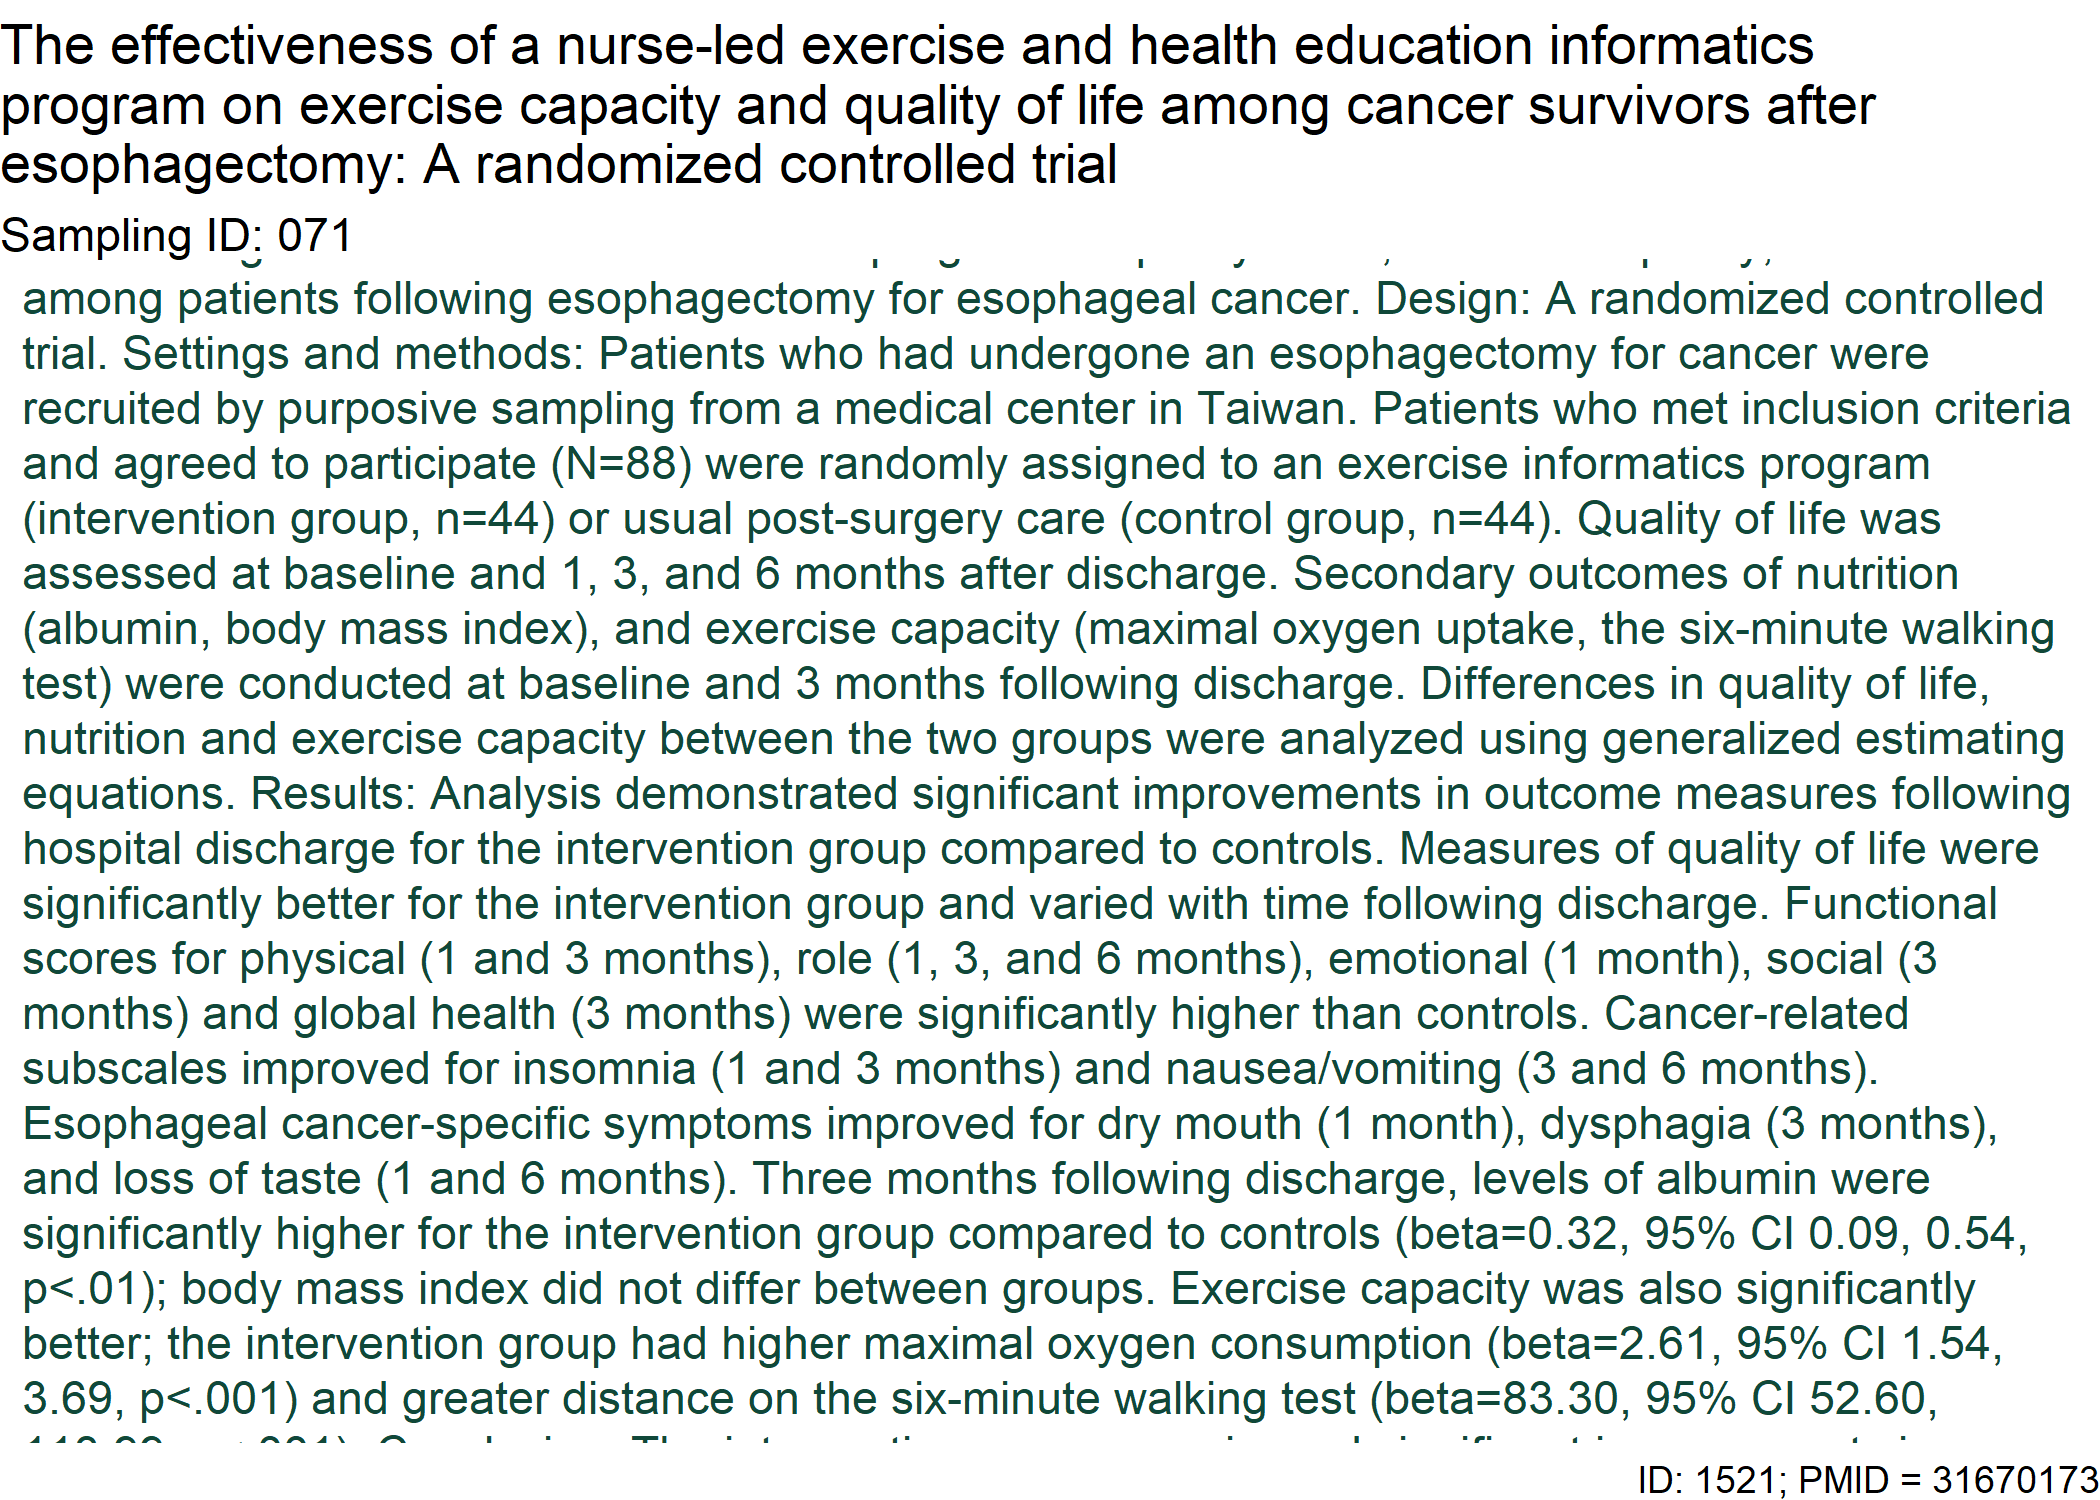 The effectiveness of a nurse-led exercise and health education informatics
program on exercise capacity and quality of life among cancer survivors after
esophagectomy: A randomized controlled trial
Sampling ID: 071
among patients following esophagectomy for esophageal cancer. Design: A randomized controlled
trial. Settings and methods: Patients who had undergone an esophagectomy for cancer were
recruited by purposive sampling from a medical center in Taiwan. Patients who met inclusion criteria
and agreed to participate (N=88) were randomly assigned to an exercise informatics program
(intervention group, n=44) or usual post-surgery care (control group, n=44). Quality of life was
assessed at baseline and 1, 3, and 6 months after discharge. Secondary outcomes of nutrition
(albumin, body mass index), and exercise capacity (maximal oxygen uptake, the six-minute walking
test) were conducted at baseline and 3 months following discharge. Differences in quality of life,
nutrition and exercise capacity between the two groups were analyzed using generalized estimating
equations. Results: Analysis demonstrated significant improvements in outcome measures following
hospital discharge for the intervention group compared to controls. Measures of quality of life were
significantly better for the intervention group and varied with time following discharge. Functional
scores for physical (1 and 3 months), role (1, 3, and 6 months), emotional (1 month), social (3
months) and global health (3 months) were significantly higher than controls. Cancer-related
subscales improved for insomnia (1 and 3 months) and nausea/vomiting (3 and 6 months).
Esophageal cancer-specific symptoms improved for dry mouth (1 month), dysphagia (3 months),
and loss of taste (1 and 6 months). Three months following discharge, levels of albumin were
significantly higher for the intervention group compared to controls (beta=0.32, 95% CI 0.09, 0.54,
p<.01); body mass index did not differ between groups. Exercise capacity was also significantly
better; the intervention group had higher maximal oxygen consumption (beta=2.61, 95% CI 1.54,
3.69, p<.001) and greater distance on the six-minute walking test (beta=83.30, 95% CI 52.60,
ID: 1521; PMID = 31670173